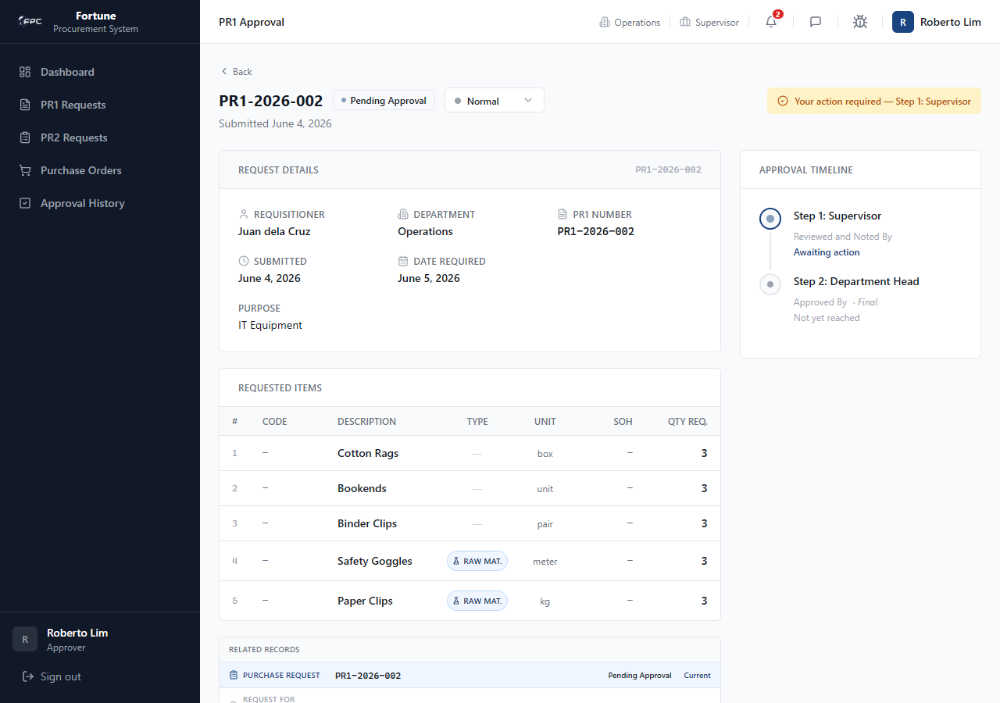 FPC
Fortune
Procurement System
Dashboard
PR1 Requests
PR2 Requests
Purchase Orders
Approval History
R
Roberto Lim
Approver
Sign out
PR1 Approval
Operations
Supervisor
2
R
Roberto Lim
Back
PR1-2026-002
Pending Approval
Normal
Your action required — Step 1: Supervisor
Submitted June 4, 2026
REQUEST DETAILS
PR1-2026-002
REQUISITIONER
Juan dela Cruz
DEPARTMENT
Operations
PR1 NUMBER
PR1-2026-002
SUBMITTED
June 4, 2026
DATE REQUIRED
June 5, 2026
PURPOSE
IT Equipment
REQUESTED ITEMS
# CODE DESCRIPTION TYPE UNIT SOH QTY REQ.
1 — Cotton Rags — box — 3
2 — Bookends — unit — 3
3 — Binder Clips — pair — 3
4 — Safety Goggles RAW MAT. meter — 3
5 — Paper Clips RAW MAT. kg — 3
RELATED RECORDS
PURCHASE REQUEST PR1-2026-002 Pending Approval Current
REQUEST FOR
APPROVAL TIMELINE
Step 1: Supervisor
Reviewed and Noted By
Awaiting action
Step 2: Department Head
Approved By · Final
Not yet reached